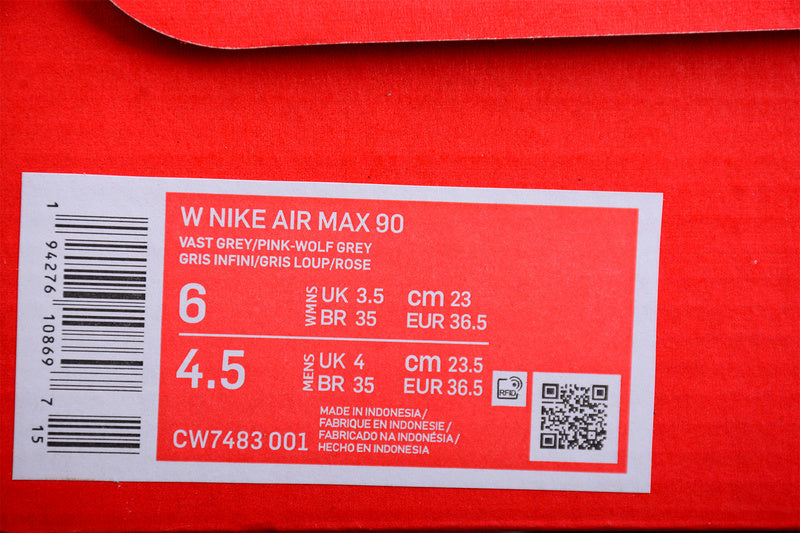 W NIKE AIR MAX 90
VAST GREY/PINK-WOLF GREY
GRIS INFINI/GRIS LOUP/ROSE
6 WMNS UK 3.5 cm 23
BR 35 EUR 36.5
4.5 MENS UK 4 cm 23.5
BR 35 EUR 36.5
RFID
CW7483 001
MADE IN INDONESIA/
FABRIQUE EN INDONESIE/
FABRICADO NA INDONÉSIA/
HECHO EN INDONESIA
1 94276 10869 7 15